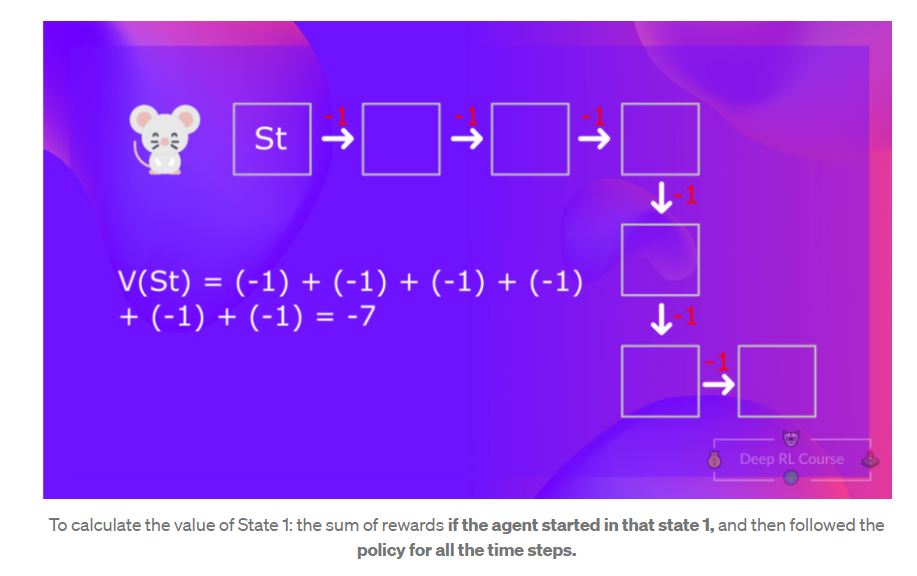 -1 -1 -1
St
-1
V(St) = (-1) + (-1) + (-1) + (-1)
+ (-1) + (-1) = -7
-1
-1
Deep RL Course
To calculate the value of State 1: the sum of rewards if the agent started in that state 1, and then followed the
policy for all the time steps.